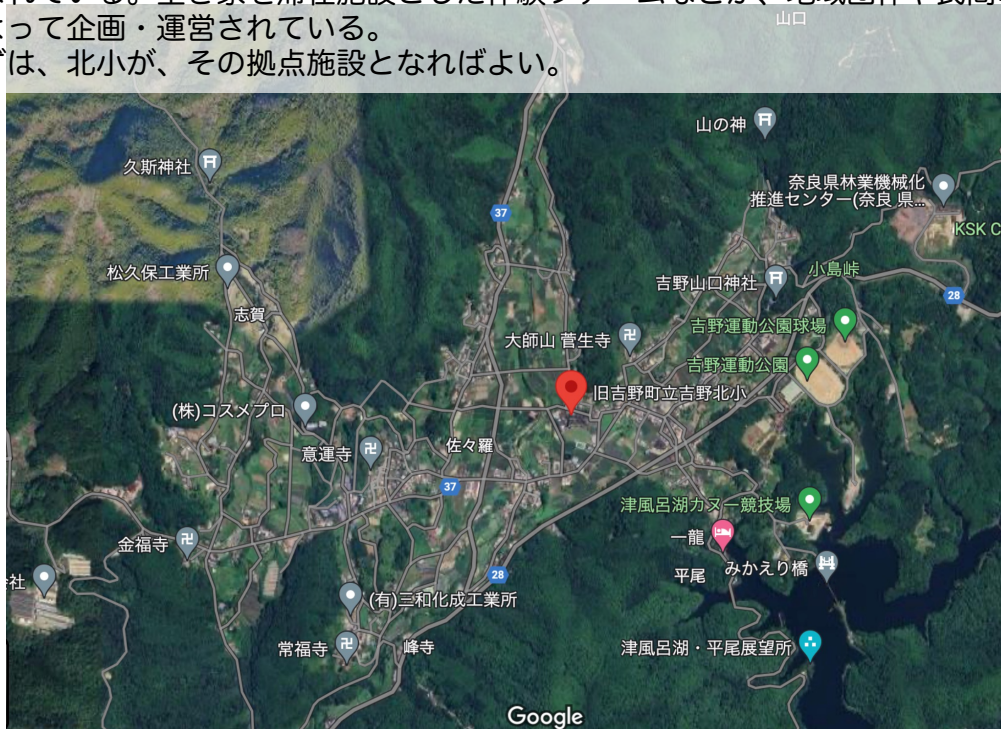 って企画・運営されている。
は、北小が、その拠点施設となればよい。
山口
山の神
久斯神社
奈良県林業機械化
推進センター(奈良 県...
KSK C
37
松久保工業所
小島峠
吉野山口神社
28
志賀
大師山 菅生寺
吉野運動公園球場
吉野運動公園
旧吉野町立吉野北小
(株)コスメプロ
意運寺
佐々羅
37
津風呂湖カヌー競技場
一龍
金福寺
平尾
みかえり橋
28
社
(有)三和化成工業所
常福寺
峰寺
津風呂湖・平尾展望所
Google